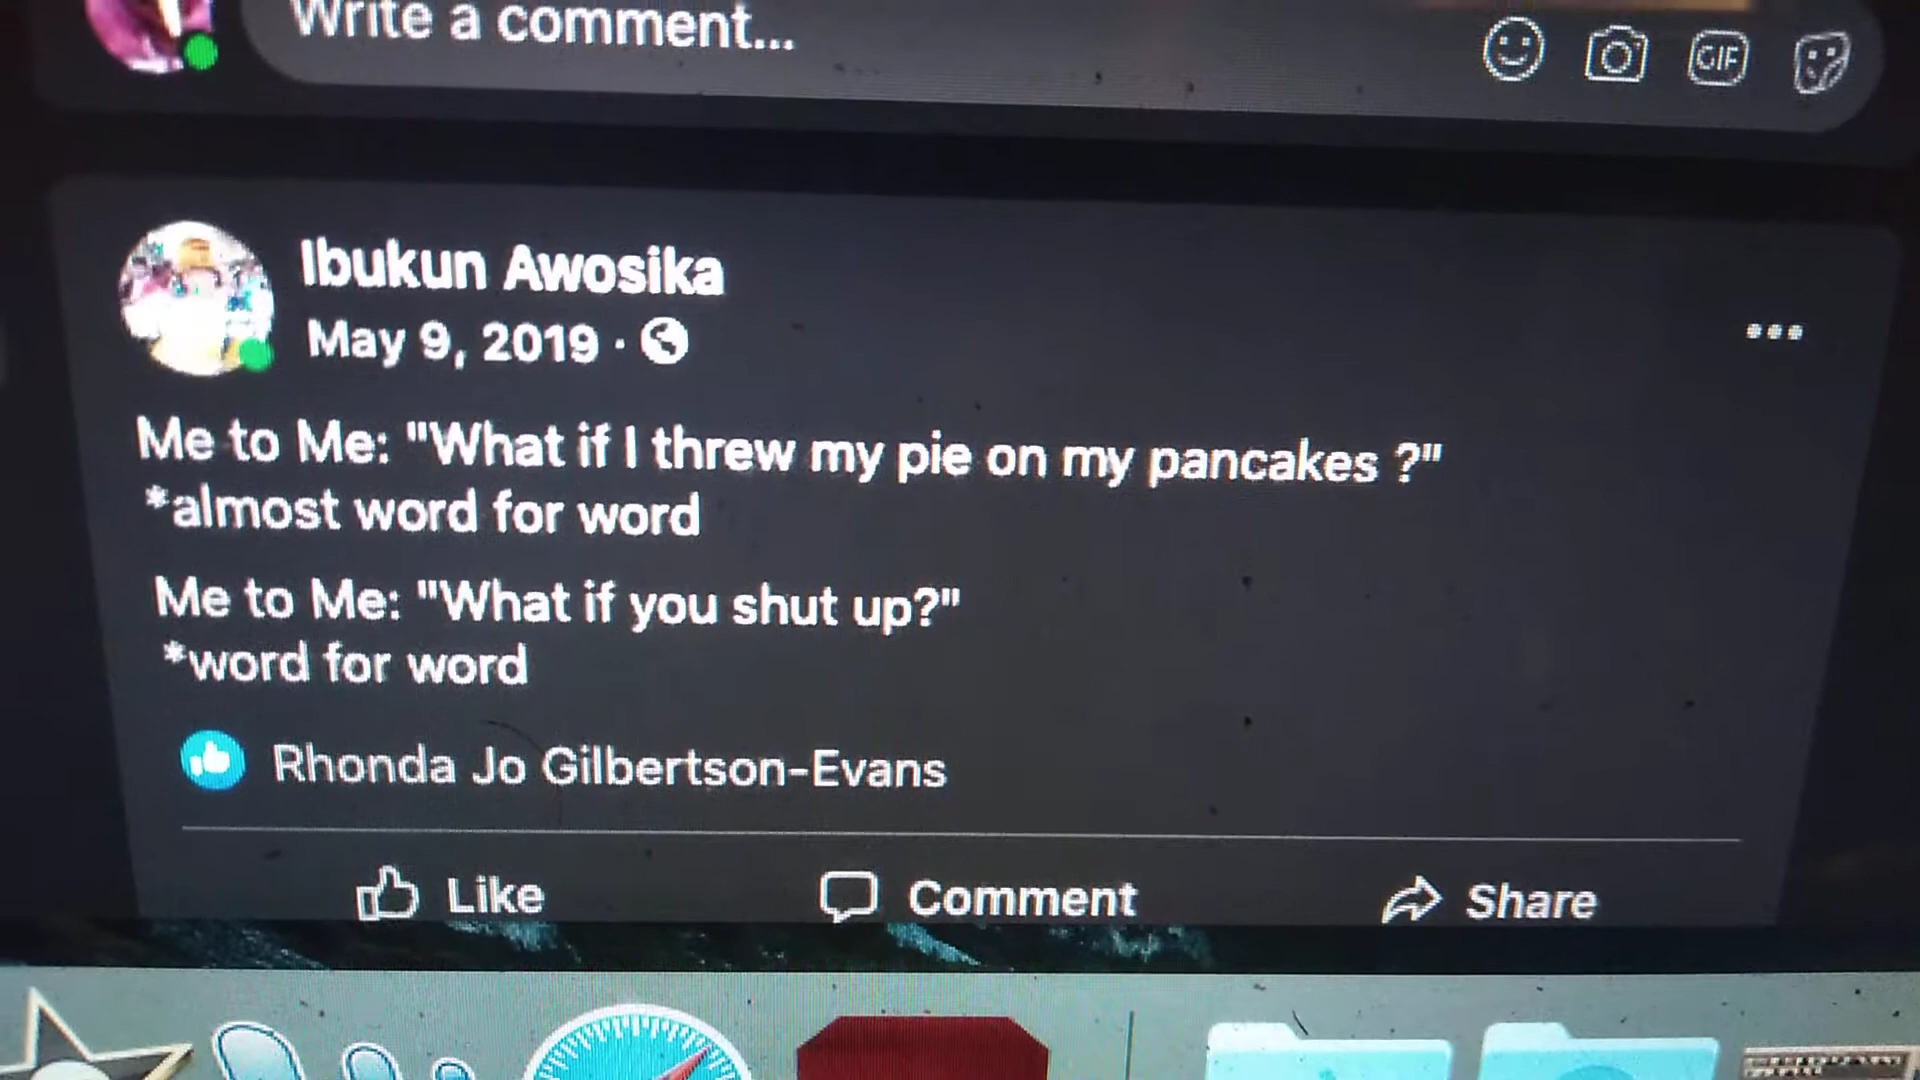 Write a comment...
GIF
Ibukun Awosika
May 9, 2019 ·
Me to Me: "What if I threw my pie on my pancakes ?"
*almost word for word
Me to Me: "What if you shut up?"
*word for word
Rhonda Jo Gilbertson-Evans
Like Comment Share